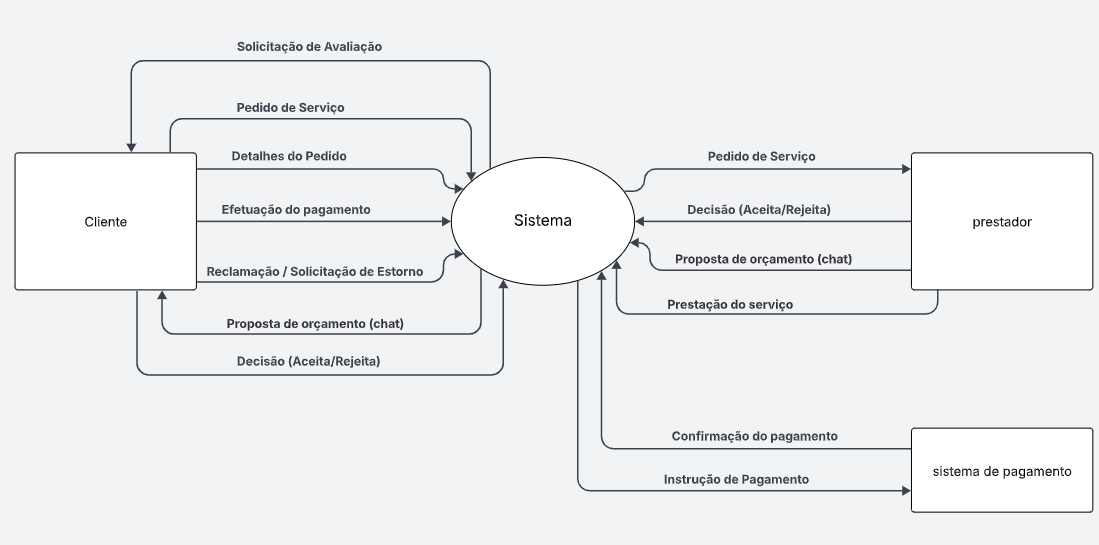 Solicitação de Avaliação
Pedido de Serviço
Detalhes do Pedido
Pedido de Serviço
Efetuação do pagamento
Decisão (Aceita/Rejeita)
Cliente
Sistema
prestador
Proposta de orçamento (chat)
Reclamação / Solicitação de Estorno
Prestação do serviço
Proposta de orçamento (chat)
Decisão (Aceita/Rejeita)
Confirmação do pagamento
sistema de pagamento
Instrução de Pagamento